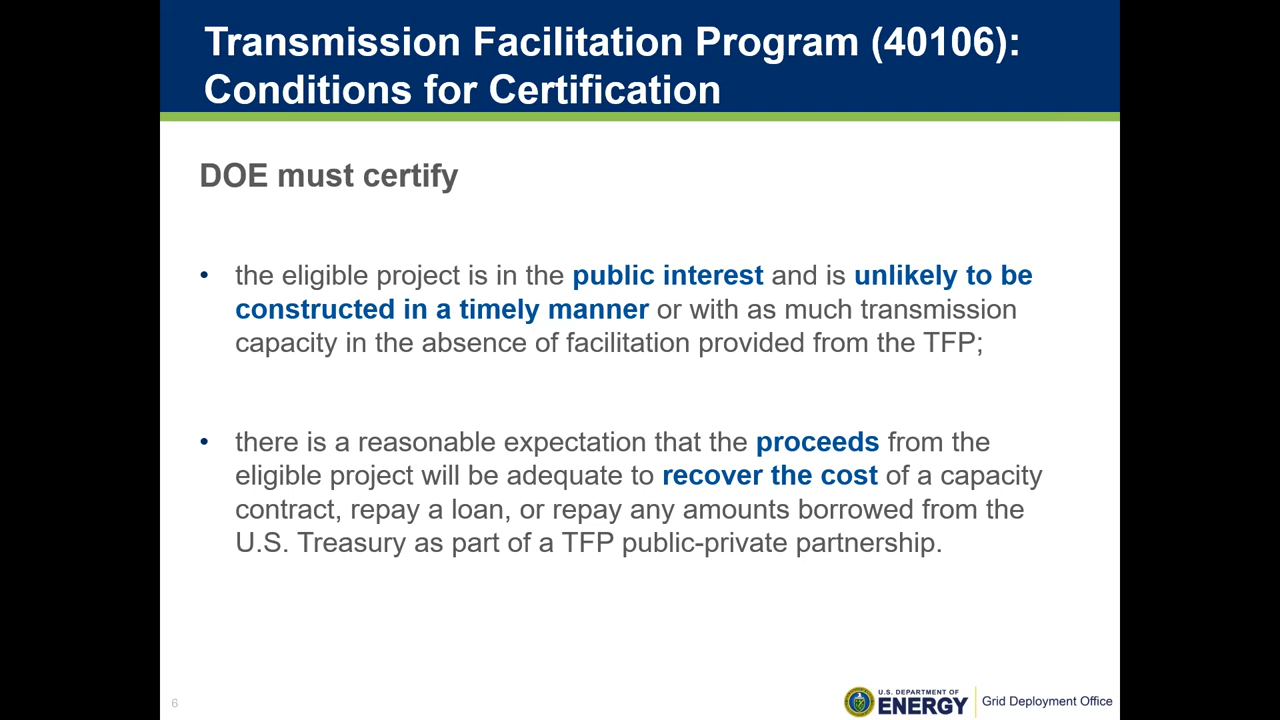 Transmission Facilitation Program (40106):
Conditions for Certification
DOE must certify
• the eligible project is in the public interest and is unlikely to be
constructed in a timely manner or with as much transmission
capacity in the absence of facilitation provided from the TFP;
• there is a reasonable expectation that the proceeds from the
eligible project will be adequate to recover the cost of a capacity
contract, repay a loan, or repay any amounts borrowed from the
U.S. Treasury as part of a TFP public-private partnership.
6
U.S. DEPARTMENT OF
ENERGY
Grid Deployment Office